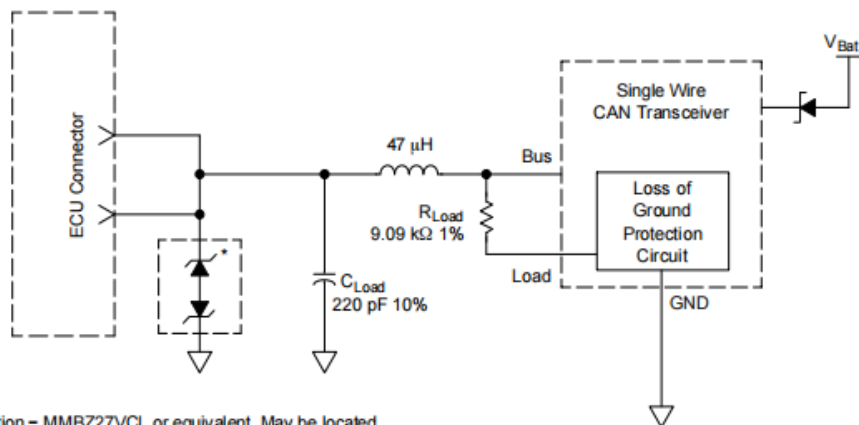 V_Bat
Single Wire
CAN Transceiver
47 μH
Bus
ECU Connector
R_Load
9.09 kΩ 1%
Loss of
Ground
Protection
Circuit
*
Load
C_Load
220 pF 10%
GND
= MMBZ27VCL or equivalent. May be located